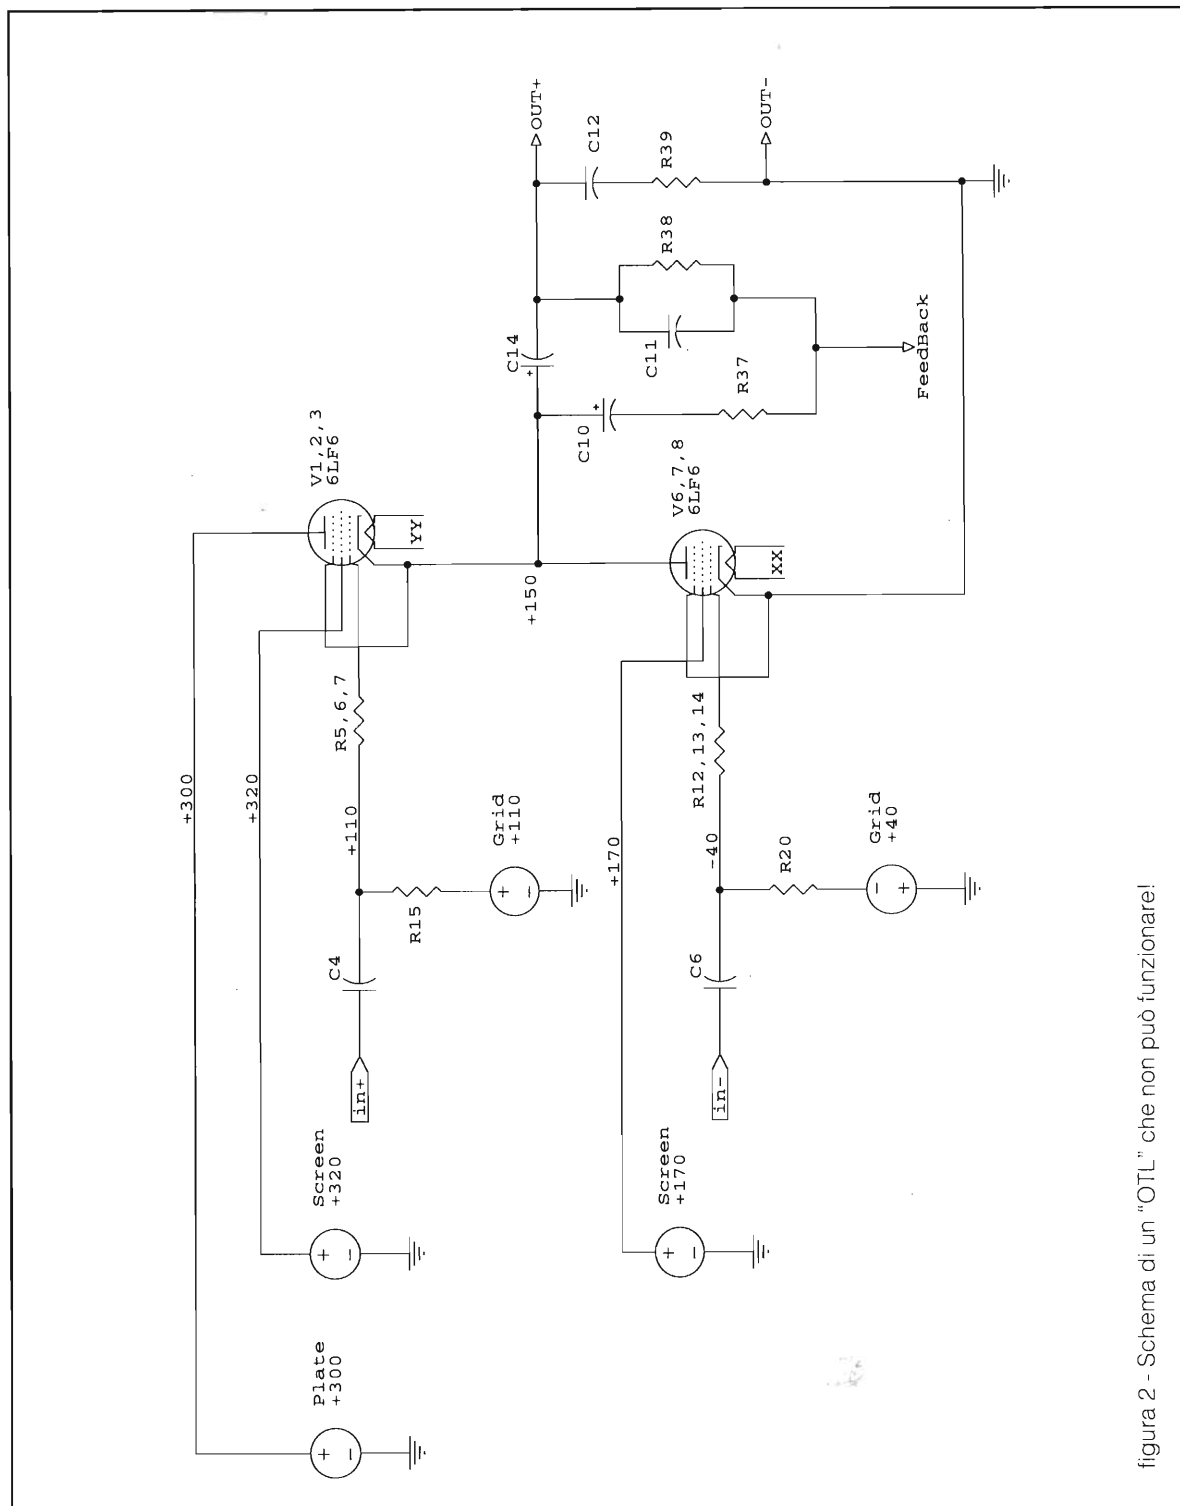 Plate
+300
Screen
+320
+300
+320
in+
C4
R15
+110
Grid
+110
R5,6,7
V1,2,3
6LF6
YY
+150
Screen
+170
+170
in-
C6
-40
R20
Grid
+40
R12,13,14
V6,7,8
6LF6
XX
C14
+
C10
+
R37
C11
R38
FeedBack
C12
R39
OUT+
OUT-
+
-
+
-
+
-
+
-
-
+
figura 2 - Schema di un "OTL" che non può funzionare!